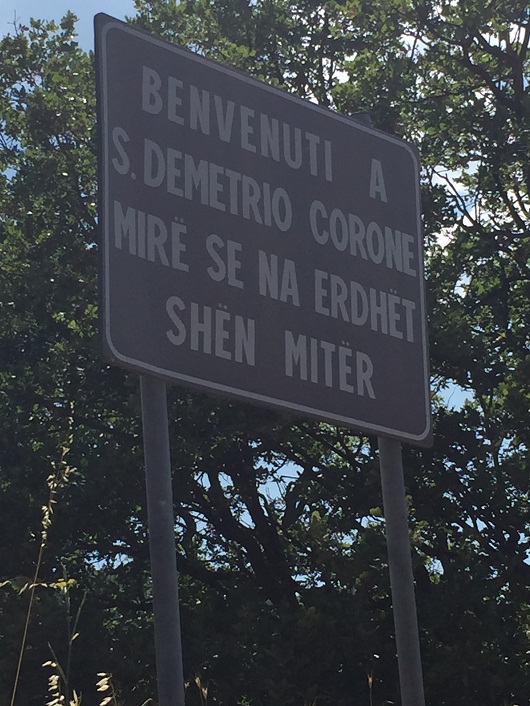 BENVENUTI A
S. DEMETRIO CORONE
MIRË SE NA ERDHËT
SHËN MITËR